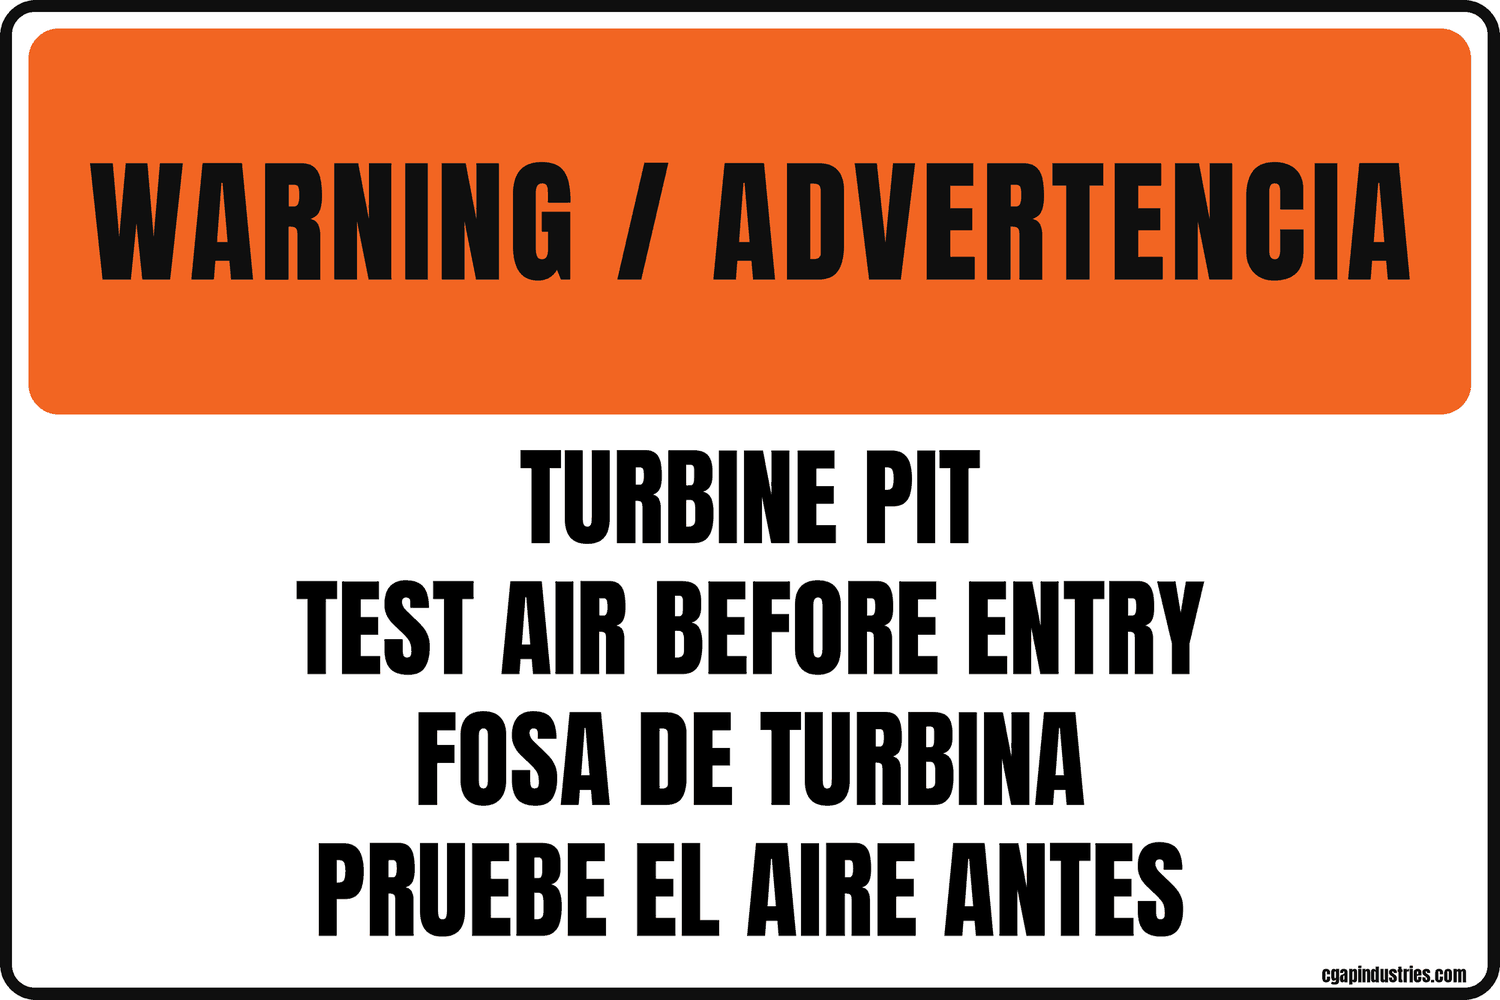 WARNING / ADVERTENCIA
TURBINE PIT
TEST AIR BEFORE ENTRY
FOSA DE TURBINA
PRUEBE EL AIRE ANTES
cgapindustries.com